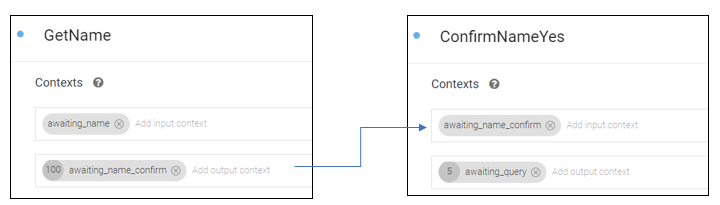 GetName
Contexts ?
awaiting_name Add input context
100 awaiting_name_confirm Add output context
ConfirmNameYes
Contexts ?
awaiting_name_confirm Add input context
5 awaiting_query Add output context